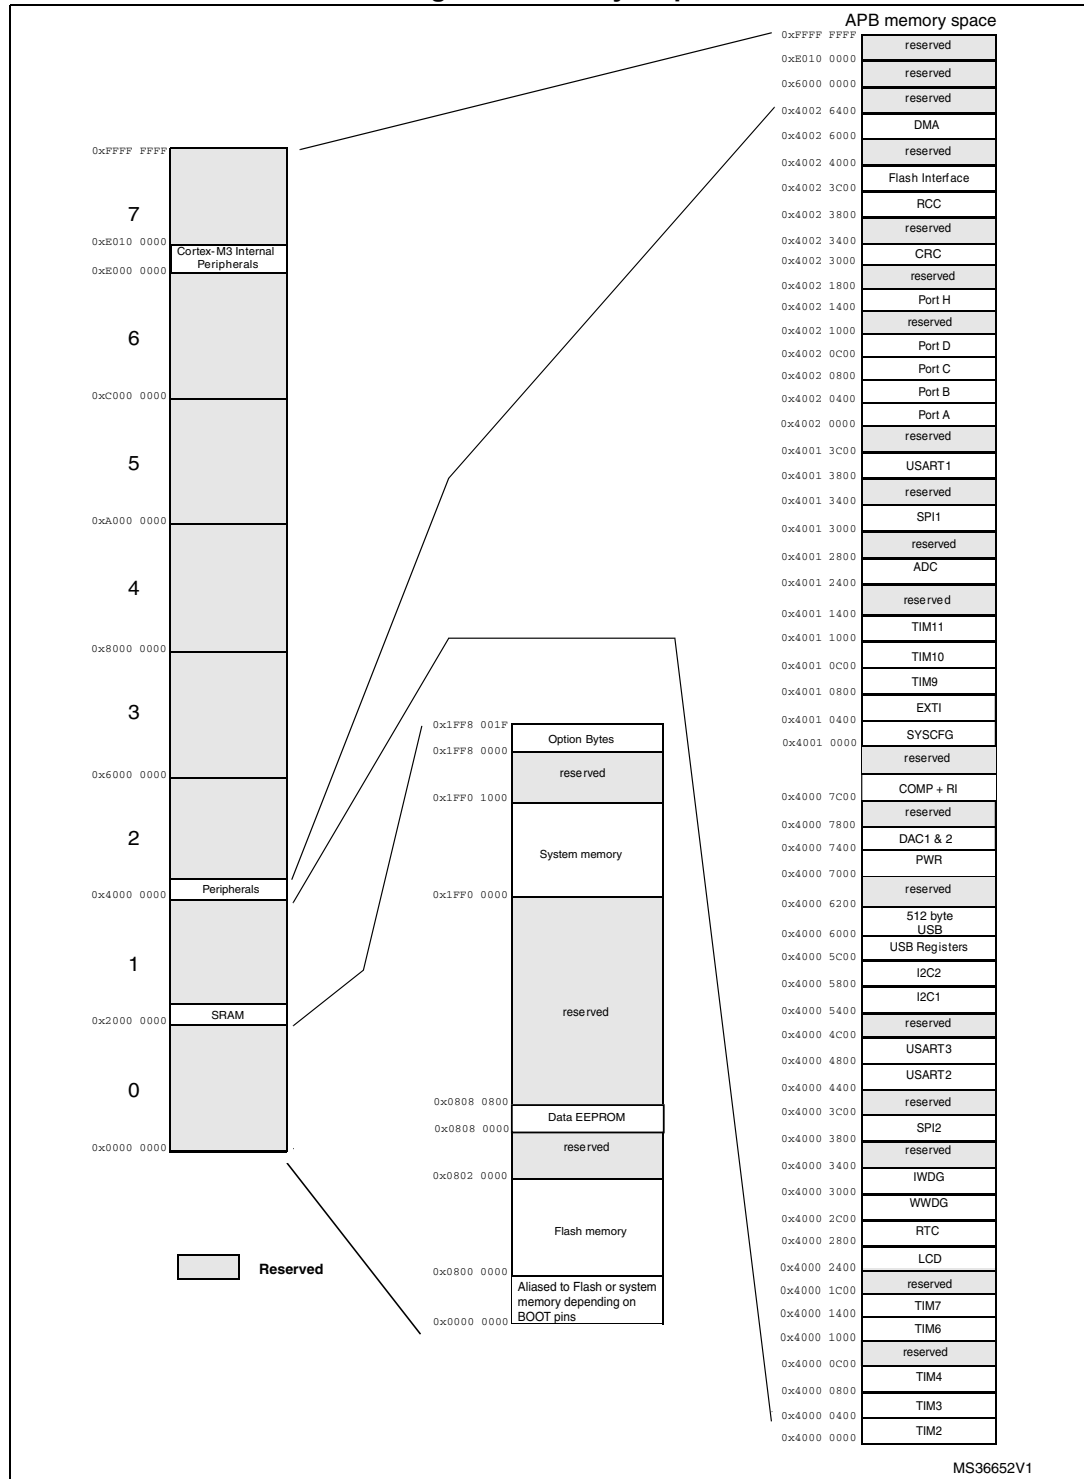 APB memory space
0xFFFF FFFF
reserved
0xE010 0000
reserved
0x6000 0000
reserved
0x4002 6400
DMA
0x4002 6000
reserved
0x4002 4000
Flash Interface
0x4002 3C00
RCC
0x4002 3800
reserved
0x4002 3400
CRC
0x4002 3000
reserved
0x4002 1800
Port H
0x4002 1400
reserved
0x4002 1000
Port D
0x4002 0C00
Port C
0x4002 0800
Port B
0x4002 0400
Port A
0x4002 0000
reserved
0x4001 3C00
USART1
0x4001 3800
reserved
0x4001 3400
SPI1
0x4001 3000
reserved
0x4001 2800
ADC
0x4001 2400
reserved
0x4001 1400
TIM11
0x4001 1000
TIM10
0x4001 0C00
TIM9
0x4001 0800
EXTI
0x4001 0400
SYSCFG
0x4001 0000
reserved
COMP + RI
0x4000 7C00
reserved
0x4000 7800
DAC1 & 2
0x4000 7400
PWR
0x4000 7000
reserved
0x4000 6200
512 byte
USB
0x4000 6000
USB Registers
0x4000 5C00
I2C2
0x4000 5800
I2C1
0x4000 5400
reserved
0x4000 4C00
USART3
0x4000 4800
USART2
0x4000 4400
reserved
0x4000 3C00
SPI2
0x4000 3800
reserved
0x4000 3400
IWDG
0x4000 3000
WWDG
0x4000 2C00
RTC
0x4000 2800
LCD
0x4000 2400
reserved
0x4000 1C00
TIM7
0x4000 1400
TIM6
0x4000 1000
reserved
0x4000 0C00
TIM4
0x4000 0800
TIM3
0x4000 0400
TIM2
0x4000 0000
0xFFFF FFFF
7
0xE010 0000
Cortex-M3 Internal
Peripherals
0xE000 0000
6
0xC000 0000
5
0xA000 0000
4
0x8000 0000
3
0x6000 0000
2
Peripherals
0x4000 0000
1
SRAM
0x2000 0000
0
0x0000 0000
0x1FF8 001F
Option Bytes
0x1FF8 0000
reserved
0x1FF0 1000
System memory
0x1FF0 0000
reserved
0x0808 0800
Data EEPROM
0x0808 0000
reserved
0x0802 0000
Flash memory
0x0800 0000
Aliased to Flash or system
memory depending on
BOOT pins
0x0000 0000
Reserved
MS36652V1